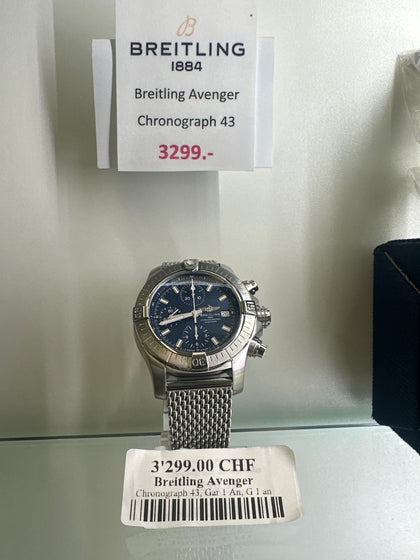 B
BREITLING
1884
Breitling Avenger
Chronograph 43
3299.-
3'299.00 CHF
Breitling Avenger
Chronograph 43, Gar 1 An, G 1 an